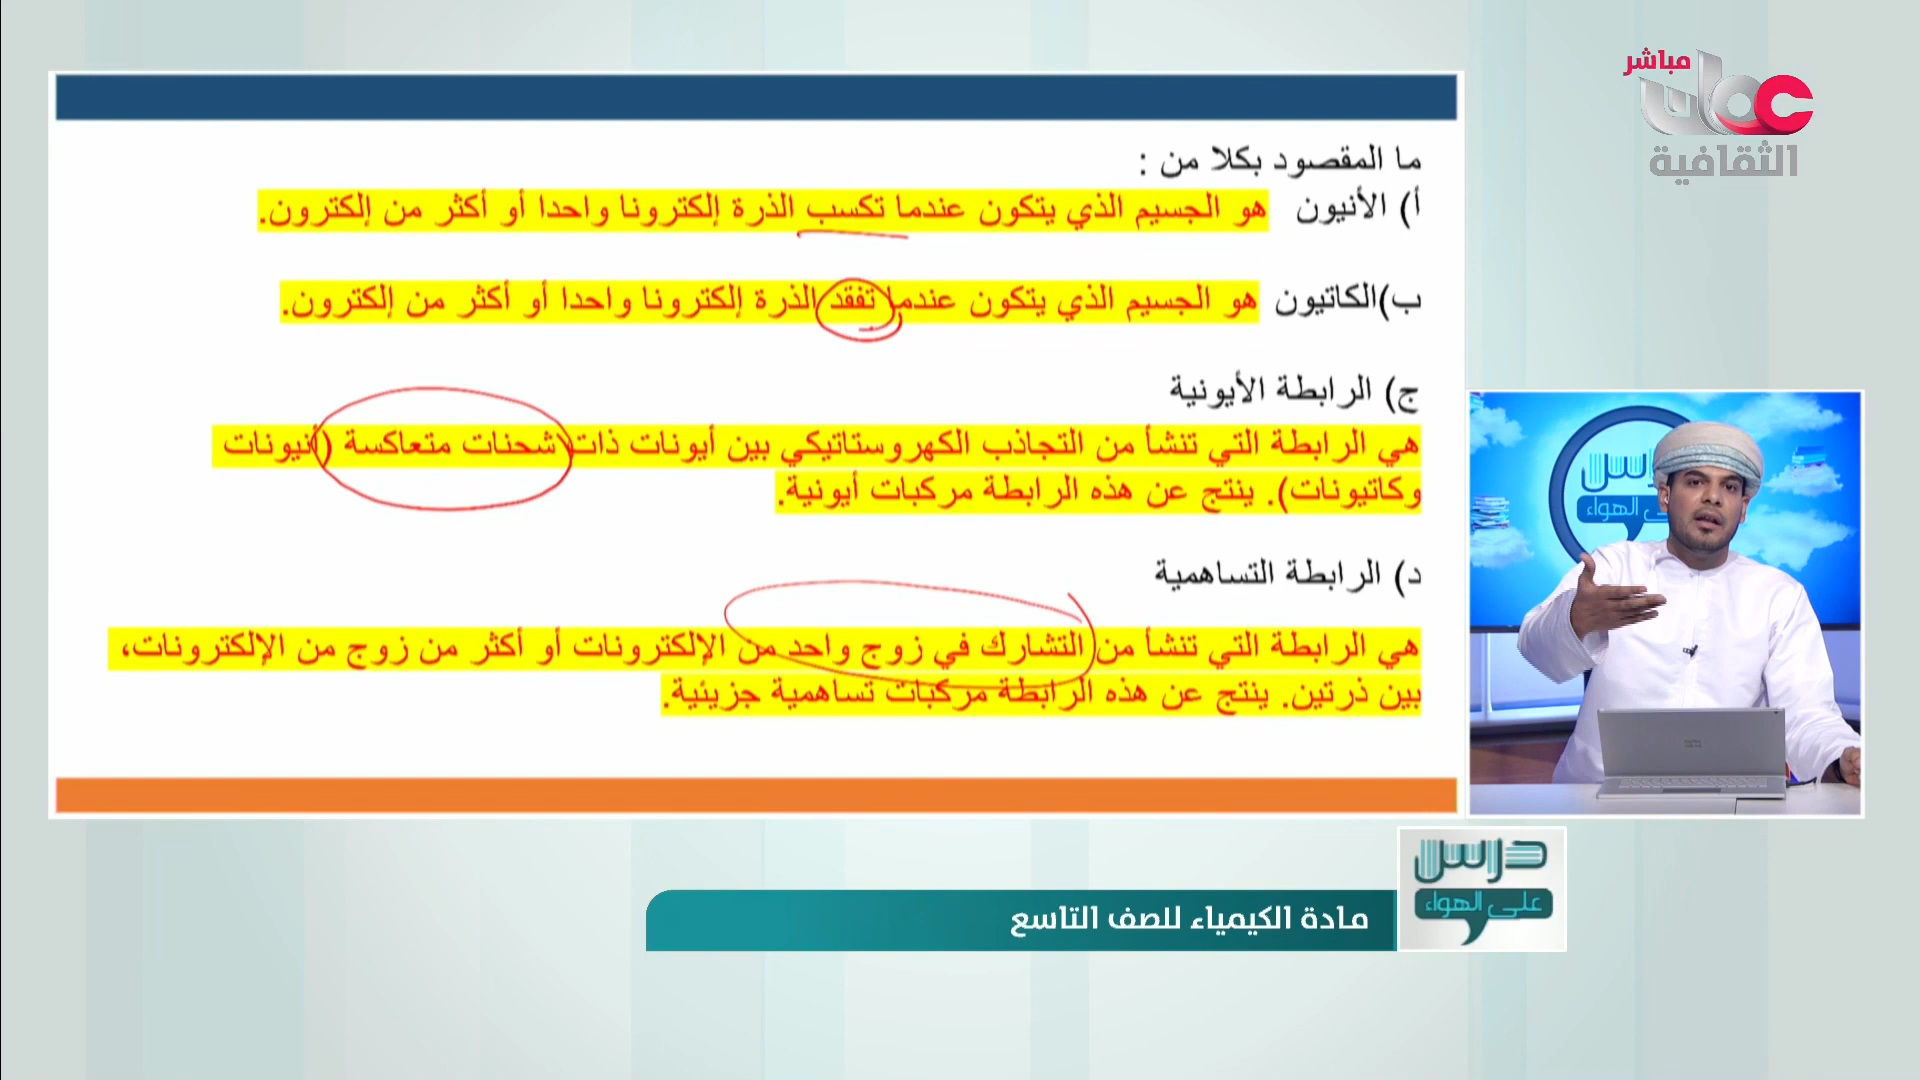 مباشر
عمان
الثقافية
ما المقصود بكلا من :
أ) الأنيون هو الجسيم الذي يتكون عندما تكسب الذرة إلكترونا واحدا أو أكثر من إلكترون.
ب)الكاتيون هو الجسيم الذي يتكون عندما تفقد الذرة إلكترونا واحدا أو أكثر من إلكترون.
ج) الرابطة الأيونية
هي الرابطة التي تنشأ من التجاذب الكهروستاتيكي بين أيونات ذات شحنات متعاكسة (أنيونات
وكاتيونات). ينتج عن هذه الرابطة مركبات أيونية.
د) الرابطة التساهمية
هي الرابطة التي تنشأ من التشارك في زوج واحد من الإلكترونات أو أكثر من زوج من الإلكترونات،
بين ذرتين. ينتج عن هذه الرابطة مركبات تساهمية جزيئية.
درس
على الهواء
درس
على الهواء
مادة الكيمياء للصف التاسع